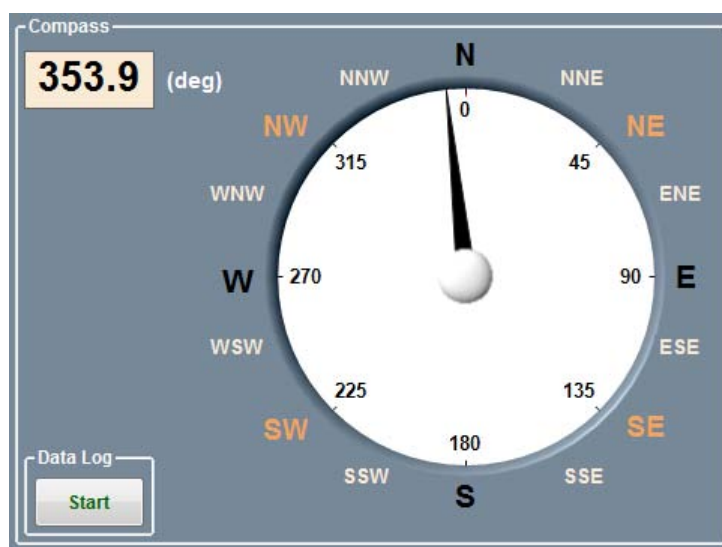 Compass
353.9 (deg)
N
NNW
NNE
0
NW
NE
315
45
WNW
ENE
W
270
90
E
WSW
ESE
225
135
SW
SE
180
Data Log
SSW
SSE
S
Start